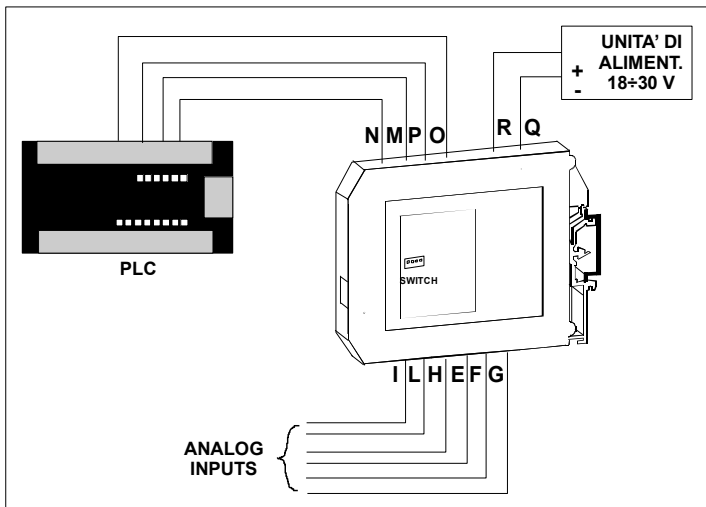 UNITA' DI
ALIMENT.
18÷30 V
+
-
N M P O
R Q
PLC
SWITCH
I L H E F G
ANALOG
INPUTS